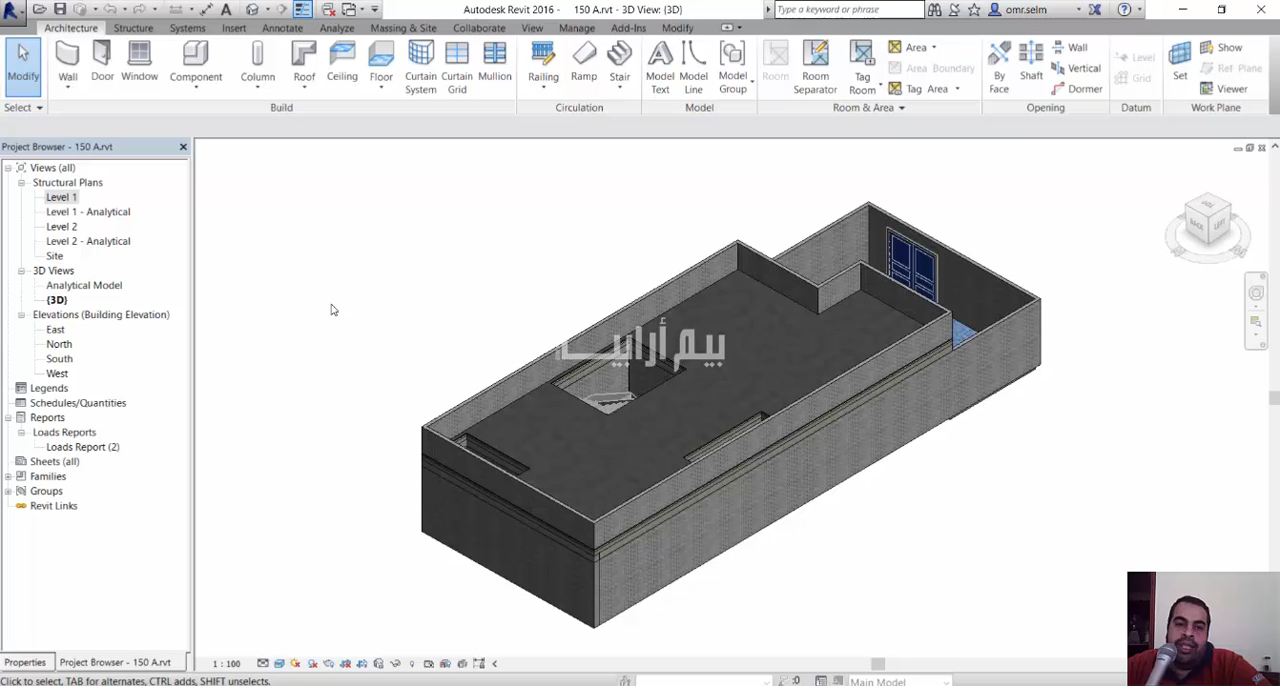 Autodesk Revit 2016 - 150 A.rvt - 3D View: {3D}
Type a keyword or phrase
omr.selm
Architecture Structure Systems Insert Annotate Analyze Massing & Site Collaborate View Manage Add-Ins Modify
Modify Wall Door Window Component Column Roof Ceiling Floor Curtain System Curtain Grid Mullion Railing Ramp Stair Model Text Model Line Model Group Room Room Separator Tag Room By Face Shaft Set
Area
Area Boundary
Tag Area
Wall
Vertical
Dormer
Level
Grid
Show
Ref Plane
Viewer
Select Build Circulation Model Room & Area Opening Datum Work Plane
Project Browser - 150 A.rvt
Views (all)
Structural Plans
Level 1
Level 1 - Analytical
Level 2
Level 2 - Analytical
Site
3D Views
Analytical Model
{3D}
Elevations (Building Elevation)
East
North
South
West
Legends
Schedules/Quantities
Reports
Loads Reports
Loads Report (2)
Sheets (all)
Families
Groups
Revit Links
TOP
BACK
LEFT
بيم أرابيـــا
Properties Project Browser - 150 A.rvt
1 : 100
Click to select, TAB for alternates, CTRL adds, SHIFT unselects.
:0
Main Model